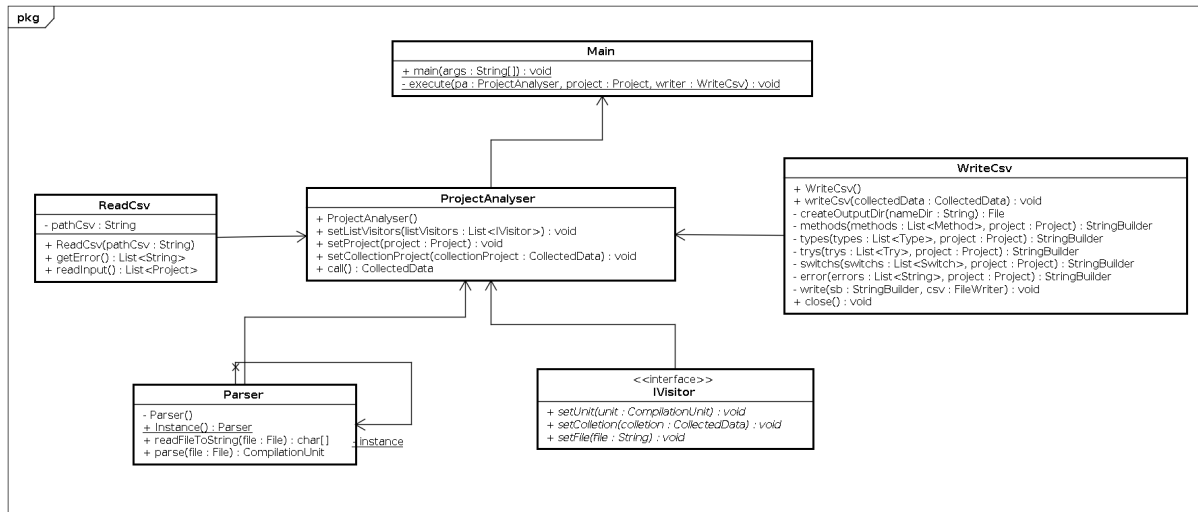 pkg
Main
+ main(args : String[]) : void
- execute(pa : ProjectAnalyser, project : Project, writer : WriteCsv) : void
ReadCsv
- pathCsv : String
+ ReadCsv(pathCsv : String)
+ getError() : List<String>
+ readInput() : List<Project>
ProjectAnalyser
+ ProjectAnalyser()
+ setListVisitors(listVisitors : List<IVisitor>) : void
+ setProject(project : Project) : void
+ setCollectionProject(collectionProject : CollectedData) : void
+ call() : CollectedData
WriteCsv
+ WriteCsv()
+ writeCsv(collectedData : CollectedData) : void
- createOutputDir(nameDir : String) : File
- methods(methods : List<Method>, project : Project) : StringBuilder
- types(types : List<Type>, project : Project) : StringBuilder
- trys(trys : List<Try>, project : Project) : StringBuilder
- switchs(switchs : List<Switch>, project : Project) : StringBuilder
- error(errors : List<String>, project : Project) : StringBuilder
- write(sb : StringBuilder, csv : FileWriter) : void
+ close() : void
Parser
- Parser()
+ Instance() : Parser
+ readFileToString(file : File) : char[]
+ parse(file : File) : CompilationUnit
- instance
<<interface>>
IVisitor
+ setUnit(unit : CompilationUnit) : void
+ setColletion(colletion : CollectedData) : void
+ setFile(file : String) : void